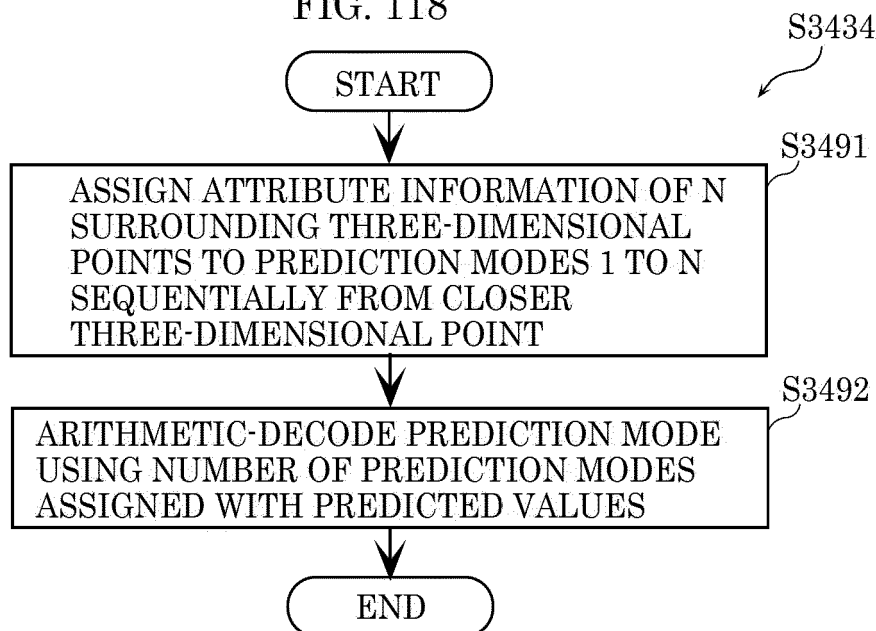 FIG. 118
S3434
START
S3491
ASSIGN ATTRIBUTE INFORMATION OF N
SURROUNDING THREE-DIMENSIONAL
POINTS TO PREDICTION MODES 1 TO N
SEQUENTIALLY FROM CLOSER
THREE-DIMENSIONAL POINT
S3492
ARITHMETIC-DECODE PREDICTION MODE
USING NUMBER OF PREDICTION MODES
ASSIGNED WITH PREDICTED VALUES
END